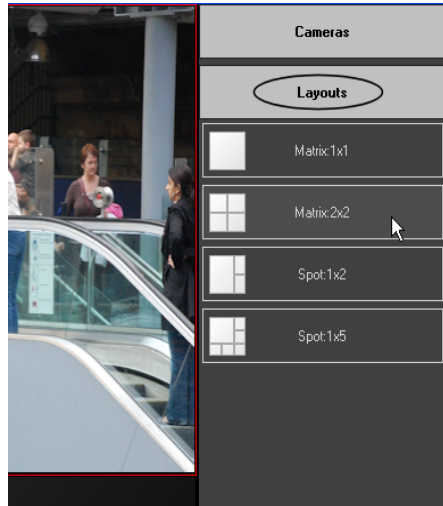 Cameras
Layouts
Matrix:1x1
Matrix:2x2
Spot:1x2
Spot:1x5